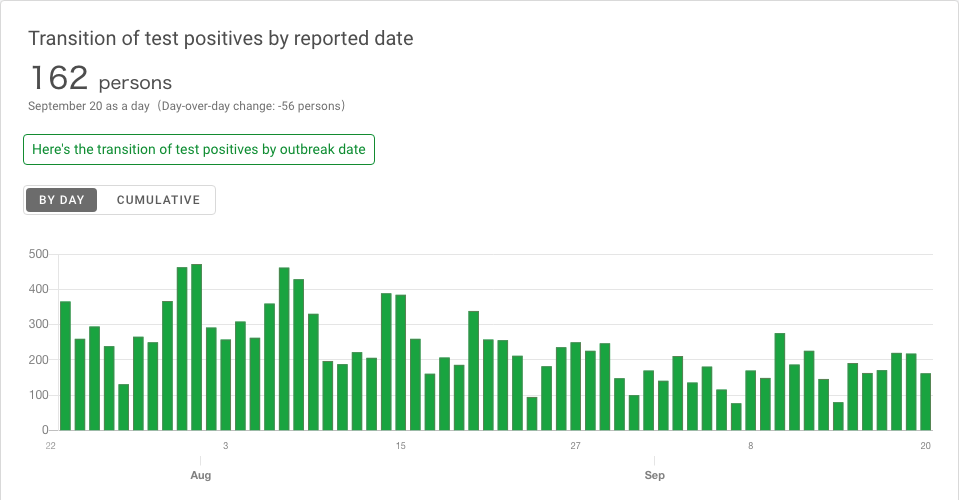 Transition of test positives by reported date
162 persons
September 20 as a day（Day-over-day change: -56 persons）
Here's the transition of test positives by outbreak date
BY DAY CUMULATIVE
500
400
300
200
100
0
22 3 15 27 8 20
Aug Sep